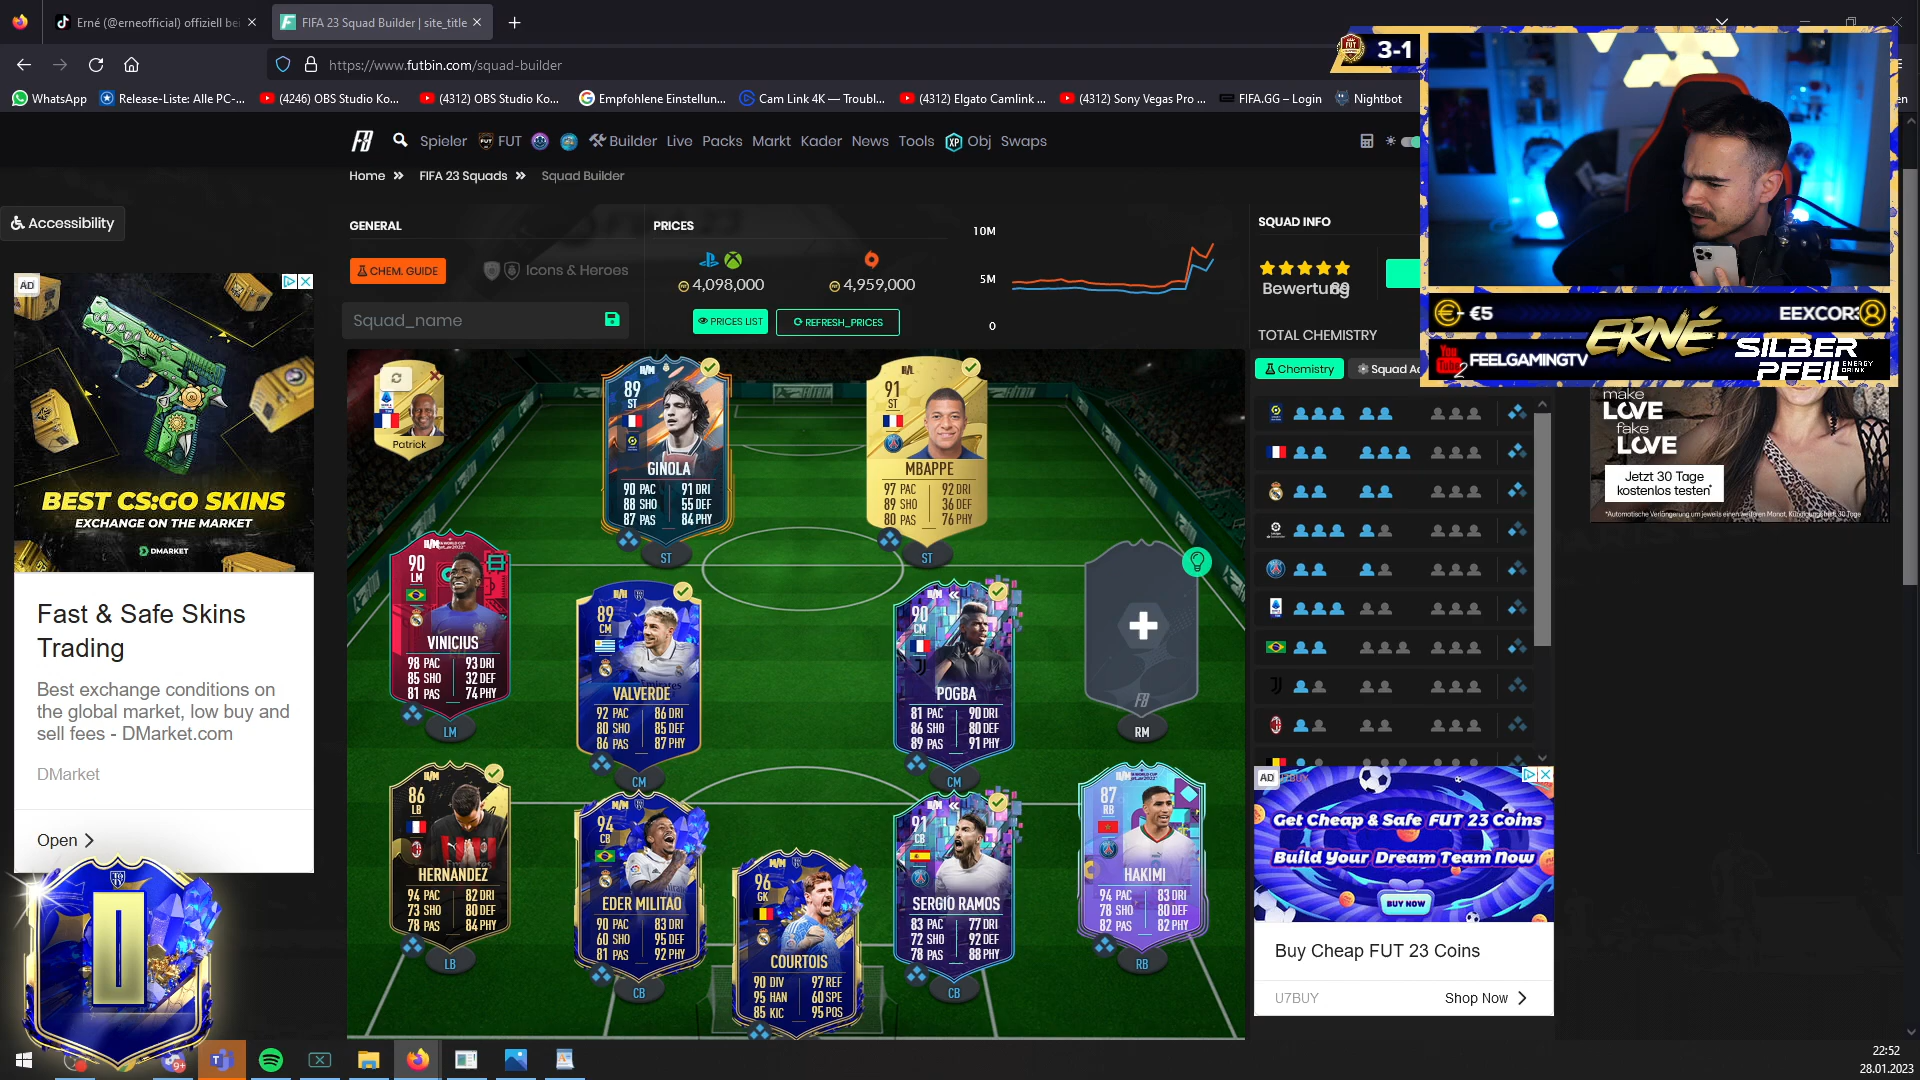 Erné (@erneofficial) offiziell bei
FIFA 23 Squad Builder | site_title
https://www.futbin.com/squad-builder
WhatsApp
Release-Liste: Alle PC-...
(4246) OBS Studio Ko...
(4312) OBS Studio Ko...
Empfohlene Einstellun...
Cam Link 4K — Troubl...
(4312) Elgato Camlink ...
(4312) Sony Vegas Pro ...
FIFA.GG – Login
Nightbot
3-1
Spieler
FUT
Builder
Live
Packs
Markt
Kader
News
Tools
Obj
Swaps
Home » FIFA 23 Squads » Squad Builder
Accessibility
GENERAL
CHEM. GUIDE
Icons & Heroes
Squad_name
PRICES
4,098,000
4,959,000
PRICES LIST
REFRESH_PRICES
10M
5M
0
SQUAD INFO
Bewertung
89
TOTAL CHEMISTRY
Chemistry
Squad Ac
€5
EEXCOR3
ERNÉ
FEELGAMINGTV
SILBER
PFEIL
ENERGY
DRINK
AD
BEST CS:GO SKINS
EXCHANGE ON THE MARKET
DMARKET
Fast & Safe Skins
Trading
Best exchange conditions on
the global market, low buy and
sell fees - DMarket.com
DMarket
Open
Patrick
89
ST
GINOLA
90 PAC 91 DRI
88 SHO 55 DEF
87 PAS 84 PHY
ST
91
ST
MBAPPE
97 PAC 92 DRI
89 SHO 36 DEF
80 PAS 76 PHY
ST
90
LM
VINICIUS
98 PAC 93 DRI
85 SHO 32 DEF
81 PAS 74 PHY
LM
89
CM
VALVERDE
92 PAC 86 DRI
80 SHO 85 DEF
86 PAS 87 PHY
CM
90
CM
POGBA
81 PAC 90 DRI
86 SHO 80 DEF
89 PAS 91 PHY
CM
RM
86
LB
HERNÁNDEZ
94 PAC 82 DRI
73 SHO 80 DEF
78 PAS 84 PHY
LB
94
CB
EDER MILITAO
90 PAC 83 DRI
60 SHO 95 DEF
81 PAS 92 PHY
CB
96
GK
COURTOIS
90 DIV 97 REF
95 HAN 60 SPE
85 KIC 95 POS
91
CB
SERGIO RAMOS
83 PAC 77 DRI
72 SHO 92 DEF
78 PAS 88 PHY
CB
87
RB
HAKIMI
94 PAC 83 DRI
78 SHO 80 DEF
82 PAS 82 PHY
RB
make
LOVE
fake
LOVE
Jetzt 30 Tage
kostenlos testen*
AD
Get Cheap & Safe FUT 23 Coins
Build Your Dream Team Now
BUY NOW
Buy Cheap FUT 23 Coins
U7BUY
Shop Now
0
22:52
28.01.2023